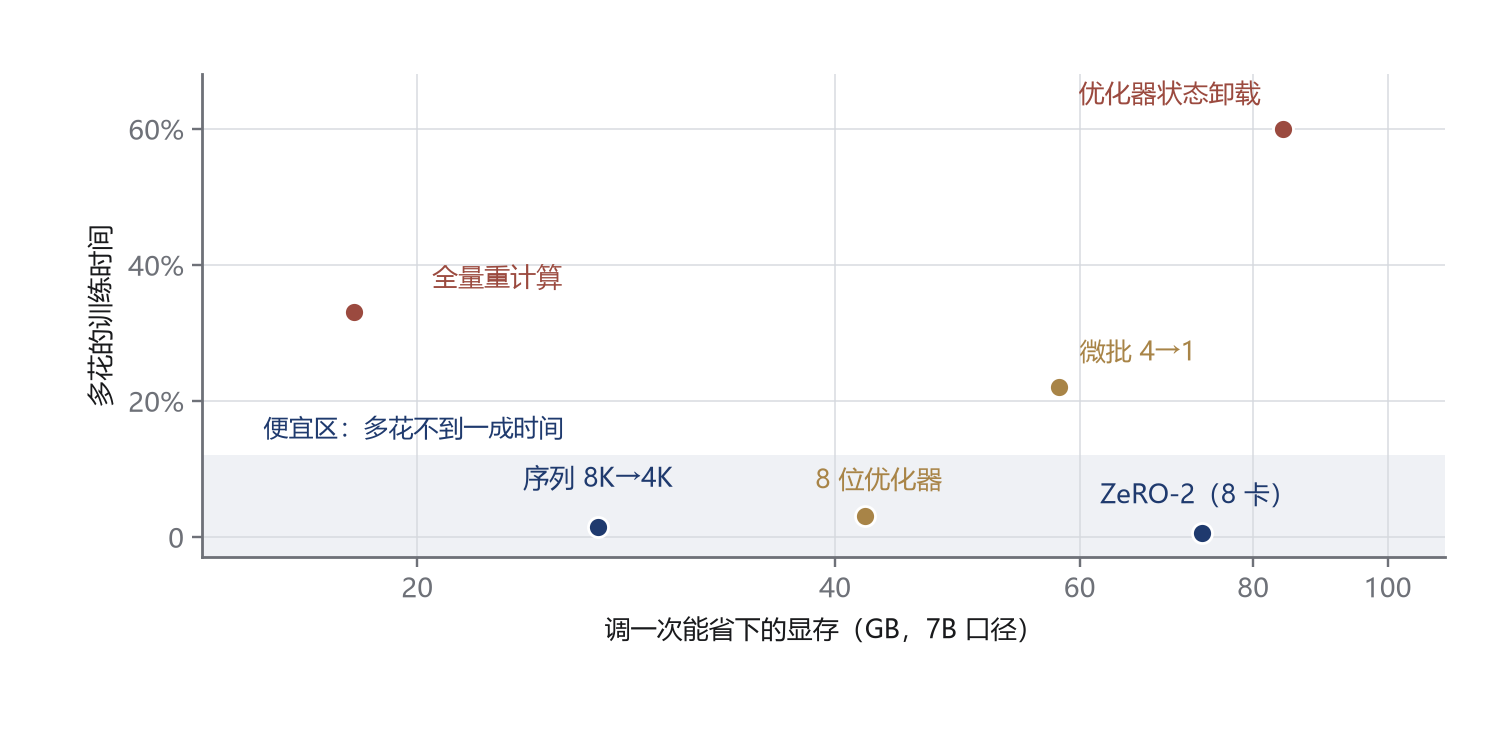 优化器状态卸载
60%
全量重计算
40%
微批 4→1
20%
便宜区：多花不到一成时间
序列 8K→4K
8 位优化器
ZeRO-2（8 卡）
0
20
40
60
80
100
多花的训练时间
调一次能省下的显存（GB，7B 口径）